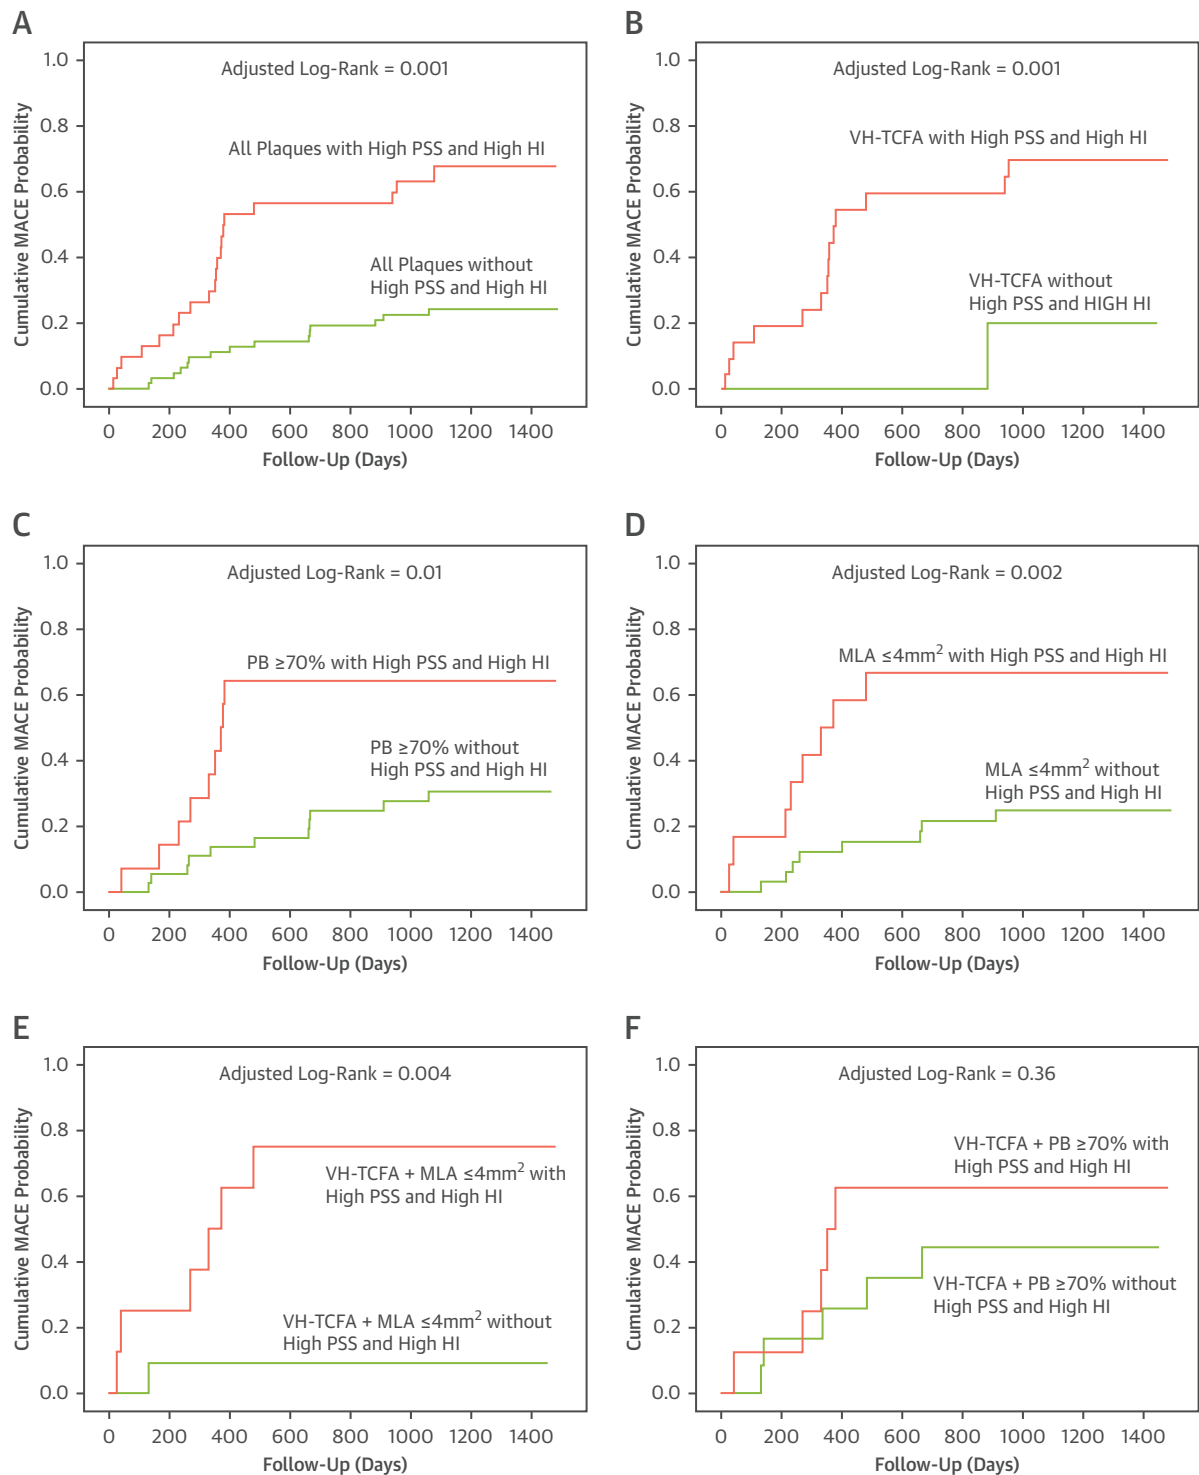 A
Adjusted Log-Rank = 0.001
Cumulative MACE Probability
1.0
0.8
0.6
0.4
0.2
0.0
All Plaques with High PSS and High HI
All Plaques without
High PSS and High HI
0 200 400 600 800 1000 1200 1400
Follow-Up (Days)
B
Adjusted Log-Rank = 0.001
Cumulative MACE Probability
1.0
0.8
0.6
0.4
0.2
0.0
VH-TCFA with High PSS and High HI
VH-TCFA without
High PSS and HIGH HI
0 200 400 600 800 1000 1200 1400
Follow-Up (Days)
C
Adjusted Log-Rank = 0.01
Cumulative MACE Probability
1.0
0.8
0.6
0.4
0.2
0.0
PB ≥70% with High PSS and High HI
PB ≥70% without
High PSS and High HI
0 200 400 600 800 1000 1200 1400
Follow-Up (Days)
D
Adjusted Log-Rank = 0.002
Cumulative MACE Probability
1.0
0.8
0.6
0.4
0.2
0.0
MLA ≤4mm² with High PSS and High HI
MLA ≤4mm² without
High PSS and High HI
0 200 400 600 800 1000 1200 1400
Follow-Up (Days)
E
Adjusted Log-Rank = 0.004
Cumulative MACE Probability
1.0
0.8
0.6
0.4
0.2
0.0
VH-TCFA + MLA ≤4mm² with
High PSS and High HI
VH-TCFA + MLA ≤4mm² without
High PSS and High HI
0 200 400 600 800 1000 1200 1400
Follow-Up (Days)
F
Adjusted Log-Rank = 0.36
Cumulative MACE Probability
1.0
0.8
0.6
0.4
0.2
0.0
VH-TCFA + PB ≥70% with
High PSS and High HI
VH-TCFA + PB ≥70% without
High PSS and High HI
0 200 400 600 800 1000 1200 1400
Follow-Up (Days)